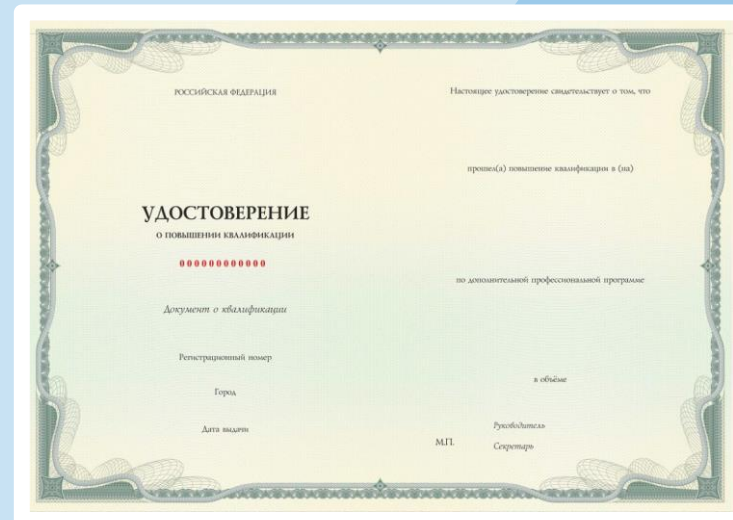 РОССИЙСКАЯ ФЕДЕРАЦИЯ
УДОСТОВЕРЕНИЕ
О ПОВЫШЕНИИ КВАЛИФИКАЦИИ
000000000000
Документ о квалификации
Регистрационный номер
Город
Дата выдачи
Настоящее удостоверение свидетельствует о том, что
прошел(а) повышение квалификации в (на)
по дополнительной профессиональной программе
в объёме
М.П.
Руководитель
Секретарь